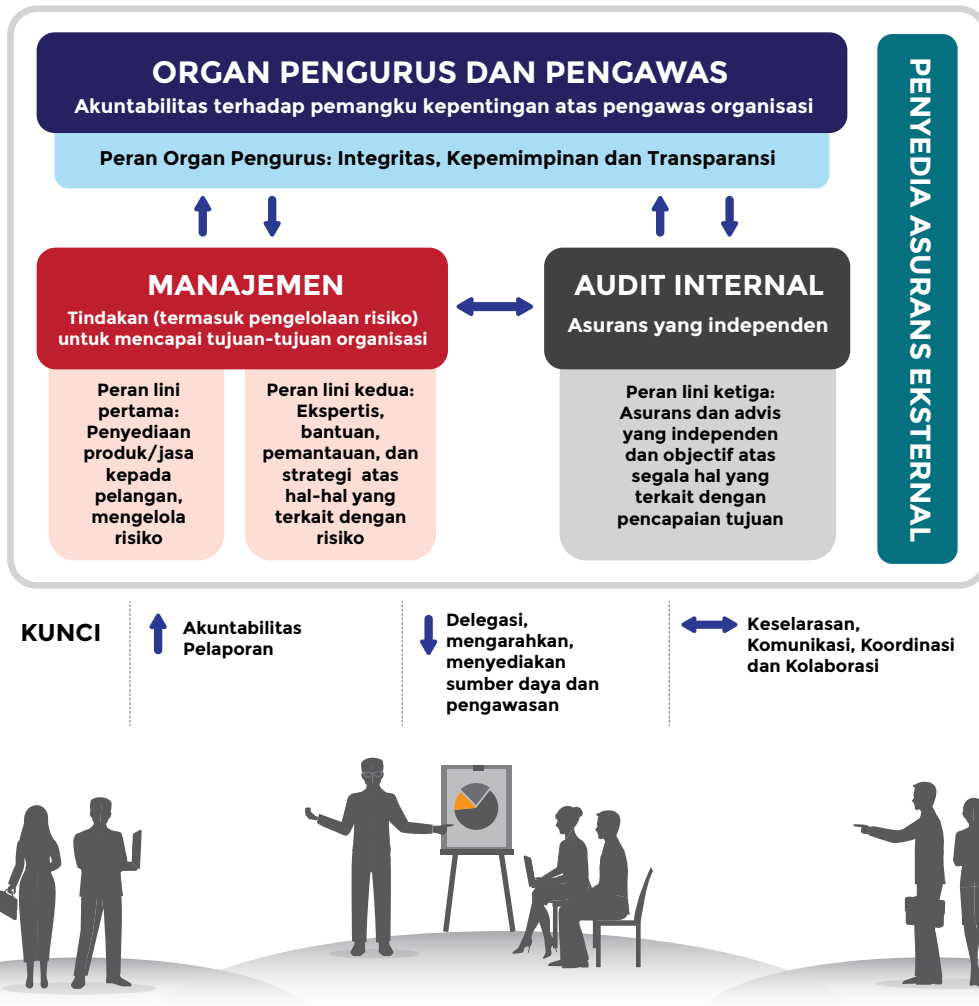 ORGAN PENGURUS DAN PENGAWAS
Akuntabilitas terhadap pemangku kepentingan atas pengawas organisasi
Peran Organ Pengurus: Integritas, Kepemimpinan dan Transparansi
MANAJEMEN
Tindakan (termasuk pengelolaan risiko)
untuk mencapai tujuan-tujuan organisasi
Peran lini
pertama:
Penyediaan
produk/jasa
kepada
pelangan,
mengelola
risiko
Peran lini kedua:
Ekspertis,
bantuan,
pemantauan, dan
strategi atas
hal-hal yang
terkait dengan
risiko
AUDIT INTERNAL
Asurans yang independen
Peran lini ketiga:
Asurans dan advis
yang independen
dan objectif atas
segala hal yang
terkait dengan
pencapaian tujuan
PENYEDIA ASURANS EKSTERNAL
KUNCI
Akuntabilitas
Pelaporan
Delegasi,
mengarahkan,
menyediakan
sumber daya dan
pengawasan
Keselarasan,
Komunikasi, Koordinasi
dan Kolaborasi